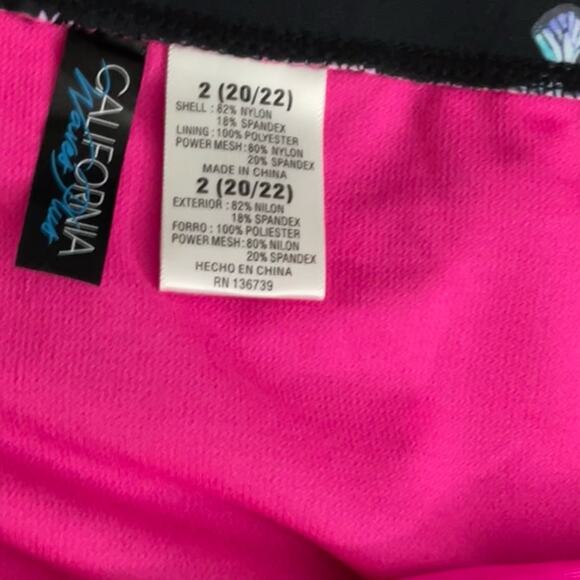 CALIFORNIA
Waves Plus
2 (20/22)
SHELL : 82% NYLON
18% SPANDEX
LINING : 100% POLYESTER
POWER MESH : 80% NYLON
20% SPANDEX
MADE IN CHINA
2 (20/22)
EXTERIOR : 82% NILON
18% SPANDEX
FORRO : 100% POLIESTER
POWER MESH : 80% NILON
20% SPANDEX
HECHO EN CHINA
RN 136739